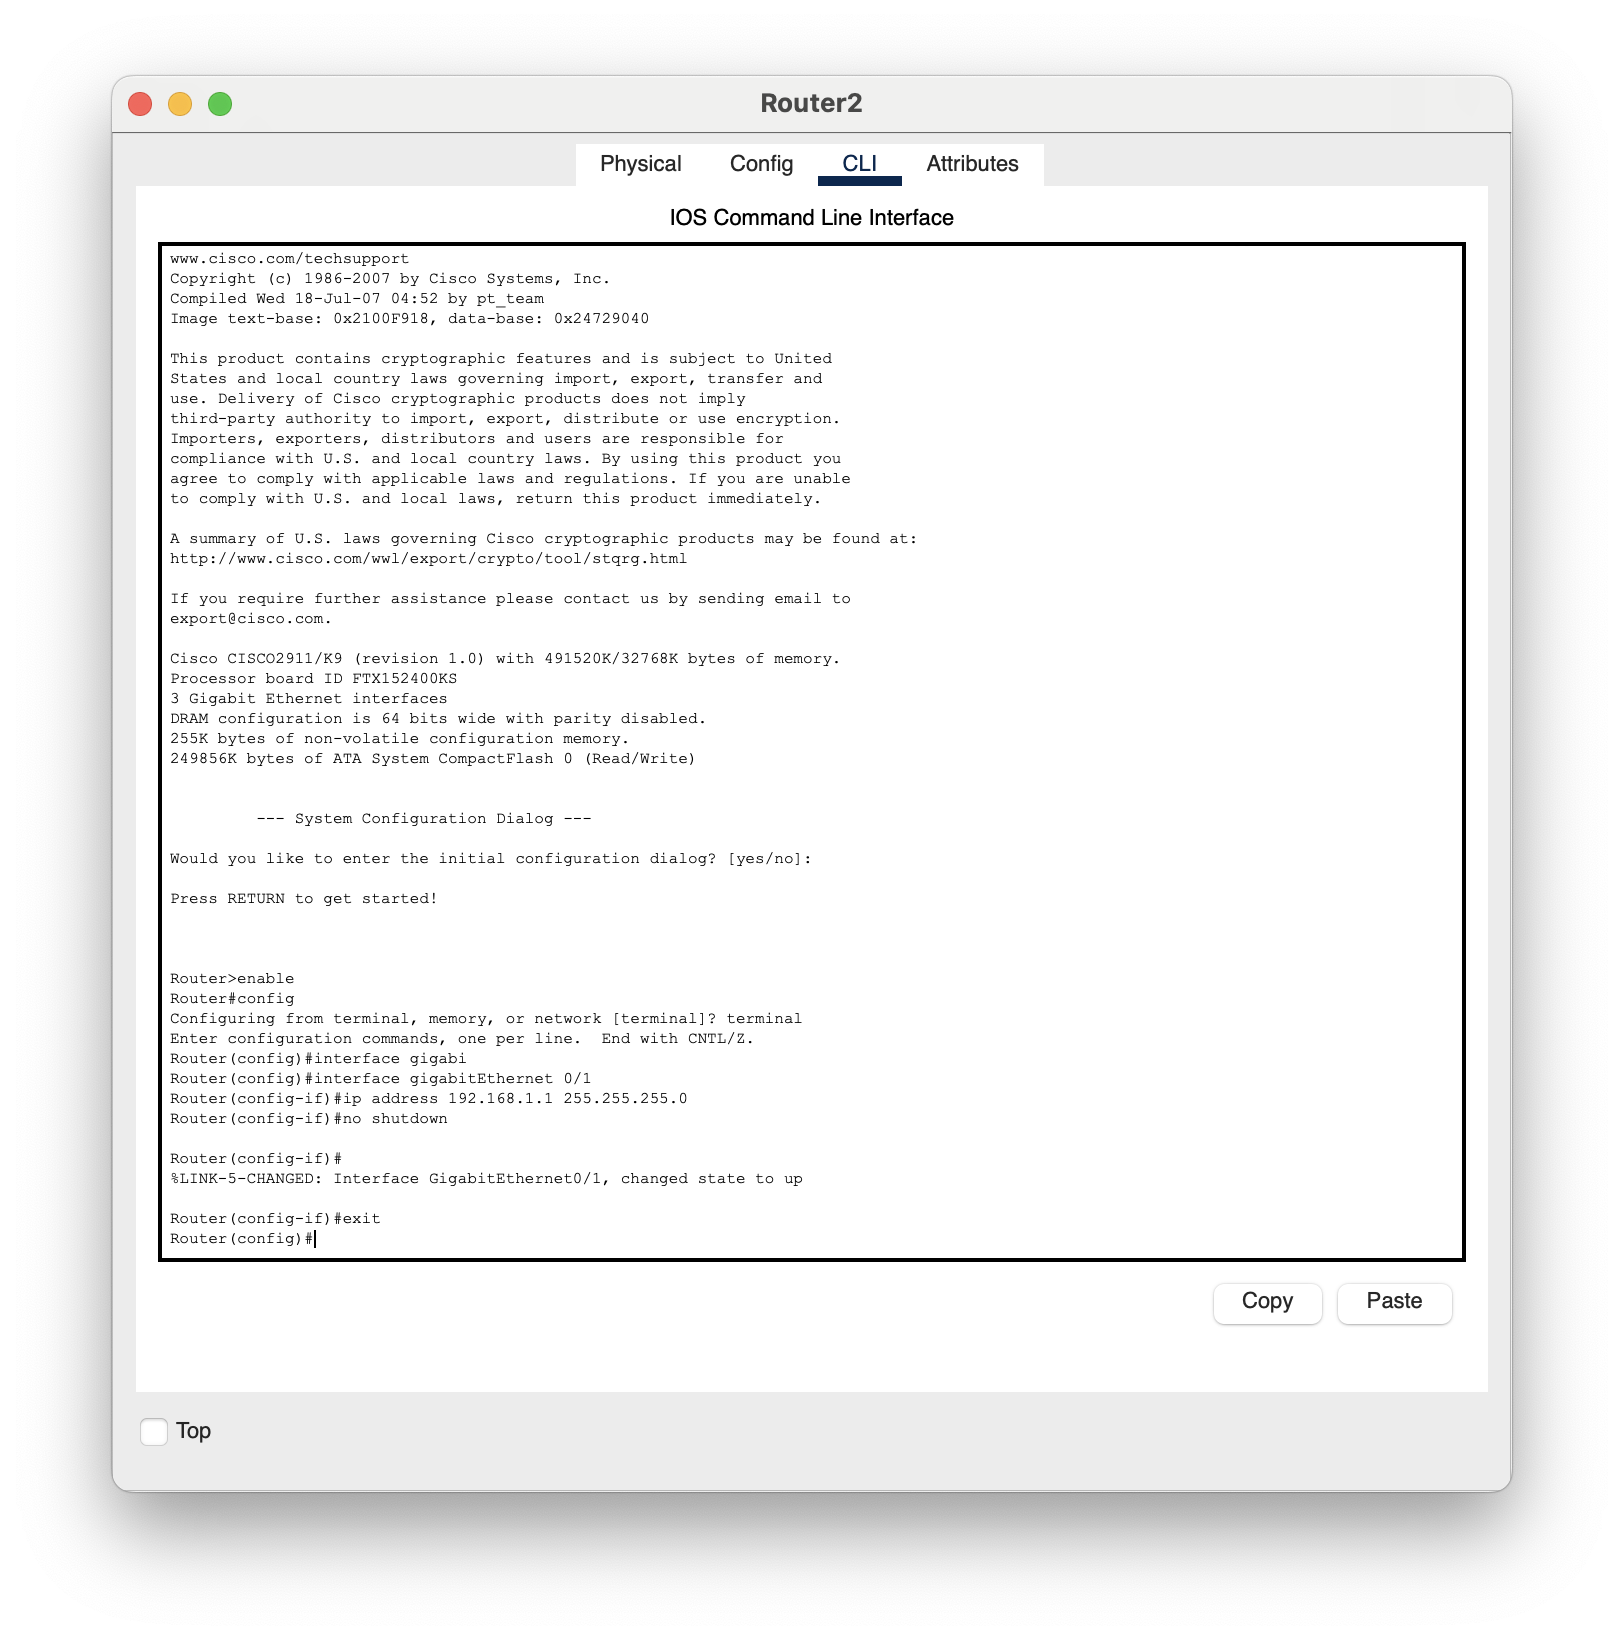 Router2
Physical Config CLI Attributes
IOS Command Line Interface
www.cisco.com/techsupport
Copyright (c) 1986-2007 by Cisco Systems, Inc.
Compiled Wed 18-Jul-07 04:52 by pt_team
Image text-base: 0x2100F918, data-base: 0x24729040
This product contains cryptographic features and is subject to United
States and local country laws governing import, export, transfer and
use. Delivery of Cisco cryptographic products does not imply
third-party authority to import, export, distribute or use encryption.
Importers, exporters, distributors and users are responsible for
compliance with U.S. and local country laws. By using this product you
agree to comply with applicable laws and regulations. If you are unable
to comply with U.S. and local laws, return this product immediately.
A summary of U.S. laws governing Cisco cryptographic products may be found at:
http://www.cisco.com/wwl/export/crypto/tool/stqrg.html
If you require further assistance please contact us by sending email to
export@cisco.com.
Cisco CISCO2911/K9 (revision 1.0) with 491520K/32768K bytes of memory.
Processor board ID FTX152400KS
3 Gigabit Ethernet interfaces
DRAM configuration is 64 bits wide with parity disabled.
255K bytes of non-volatile configuration memory.
249856K bytes of ATA System CompactFlash 0 (Read/Write)
--- System Configuration Dialog ---
Would you like to enter the initial configuration dialog? [yes/no]:
Press RETURN to get started!
Router>enable
Router#config
Configuring from terminal, memory, or network [terminal]? terminal
Enter configuration commands, one per line.  End with CNTL/Z.
Router(config)#interface gigabi
Router(config)#interface gigabitEthernet 0/1
Router(config-if)#ip address 192.168.1.1 255.255.255.0
Router(config-if)#no shutdown
Router(config-if)#
%LINK-5-CHANGED: Interface GigabitEthernet0/1, changed state to up
Router(config-if)#exit
Router(config)#
Copy Paste
Top